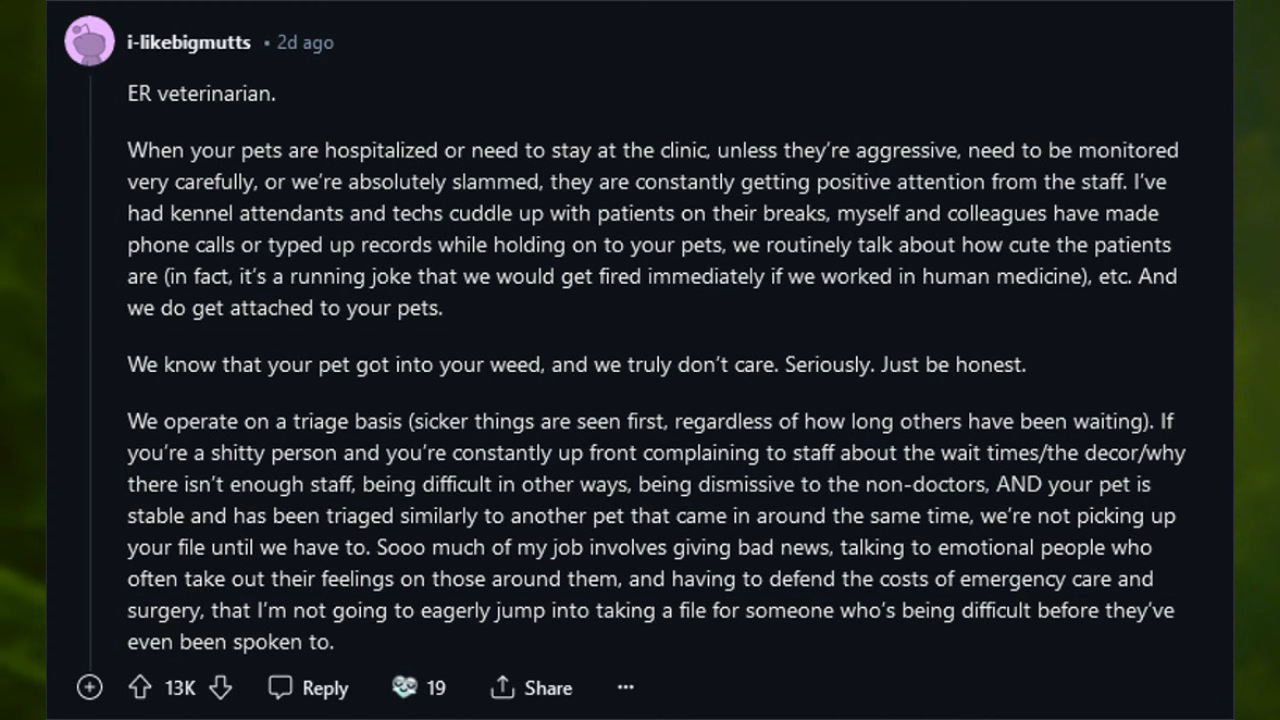 i-likebigmutts • 2d ago
ER veterinarian.
When your pets are hospitalized or need to stay at the clinic, unless they’re aggressive, need to be monitored
very carefully, or we’re absolutely slammed, they are constantly getting positive attention from the staff. I’ve
had kennel attendants and techs cuddle up with patients on their breaks, myself and colleagues have made
phone calls or typed up records while holding on to your pets, we routinely talk about how cute the patients
are (in fact, it’s a running joke that we would get fired immediately if we worked in human medicine), etc. And
we do get attached to your pets.
We know that your pet got into your weed, and we truly don’t care. Seriously. Just be honest.
We operate on a triage basis (sicker things are seen first, regardless of how long others have been waiting). If
you’re a shitty person and you’re constantly up front complaining to staff about the wait times/the decor/why
there isn’t enough staff, being difficult in other ways, being dismissive to the non-doctors, AND your pet is
stable and has been triaged similarly to another pet that came in around the same time, we’re not picking up
your file until we have to. Sooo much of my job involves giving bad news, talking to emotional people who
often take out their feelings on those around them, and having to defend the costs of emergency care and
surgery, that I’m not going to eagerly jump into taking a file for someone who’s being difficult before they’ve
even been spoken to.
13K Reply 19 Share